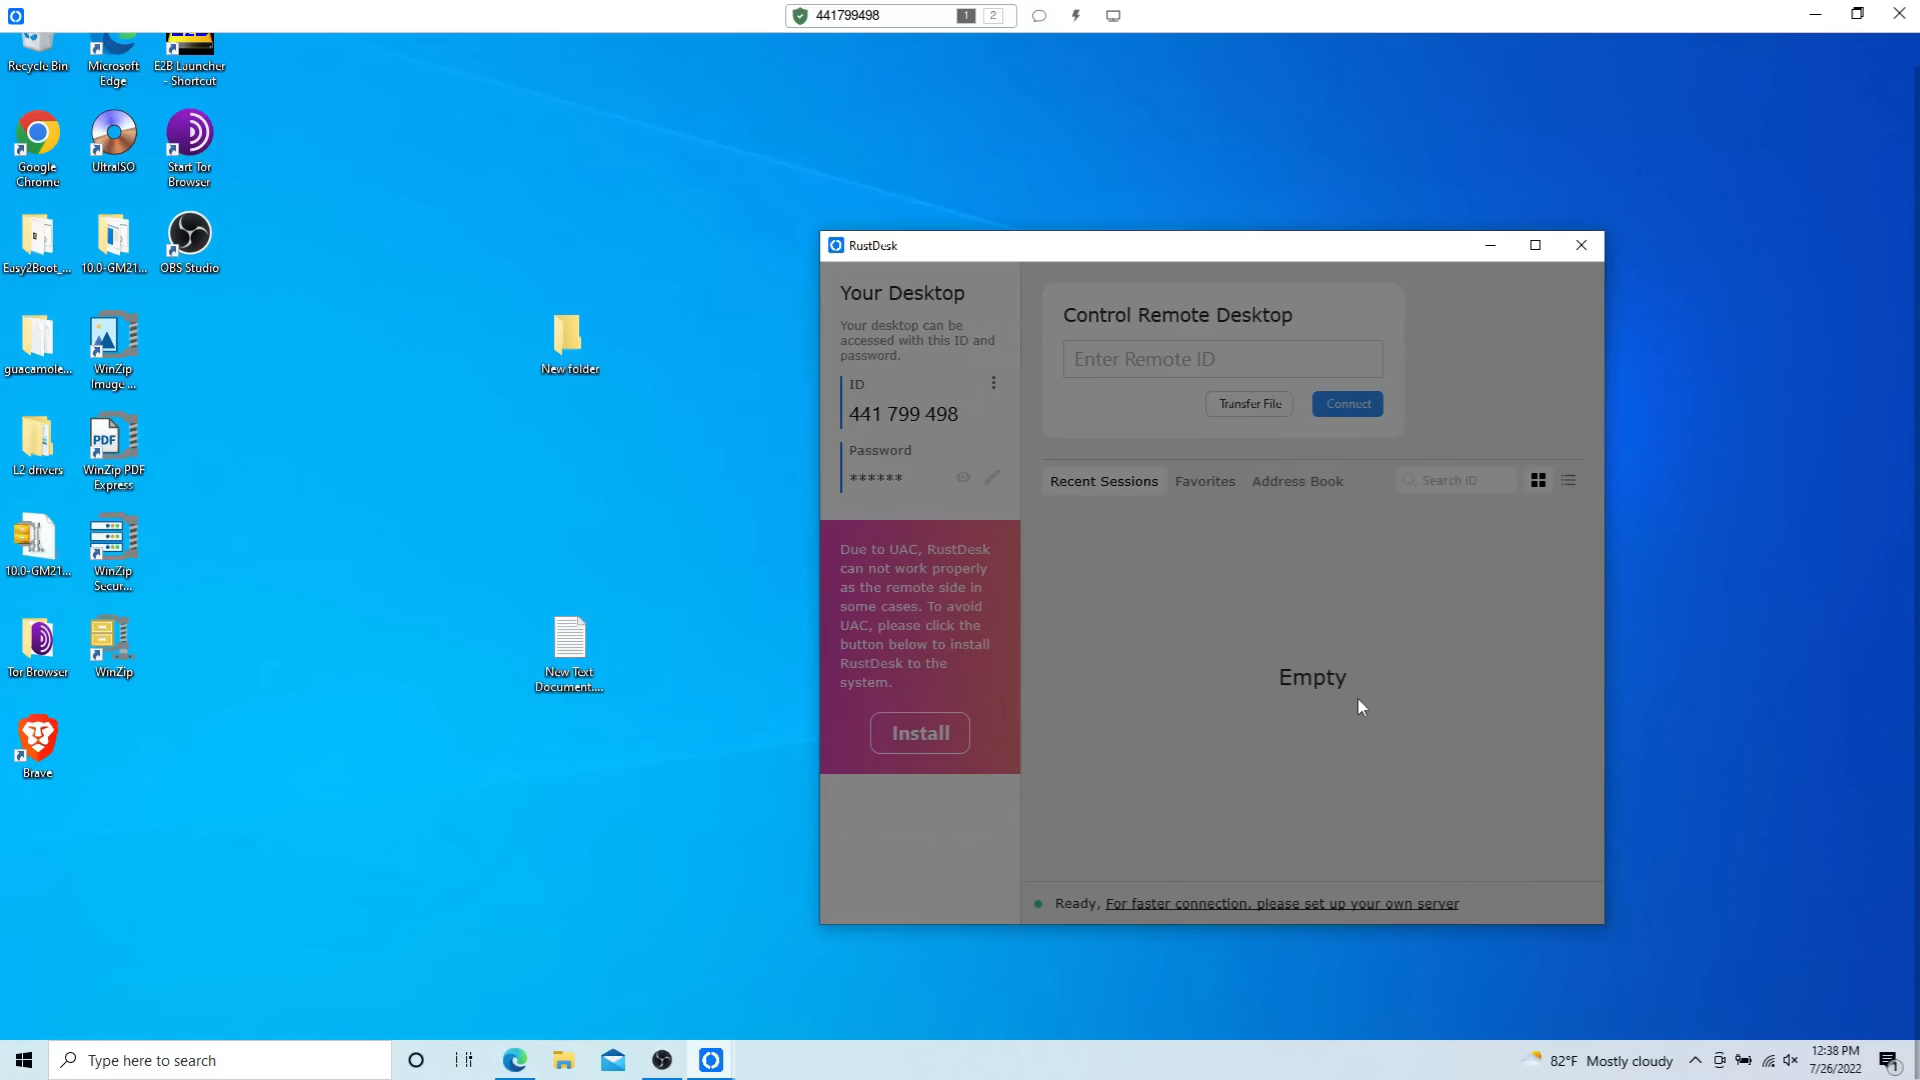 441799498
1
2
Recycle Bin
Microsoft
Edge
E2B Launcher
- Shortcut
Google
Chrome
UltraISO
Start Tor
Browser
Easy2Boot_...
10.0-GM21...
OBS Studio
guacamole...
WinZip
Image ...
L2 drivers
PDF
WinZip PDF
Express
10.0-GM21...
WinZip
Secur...
Tor Browser
WinZip
Brave
New folder
New Text
Document....
RustDesk
Your Desktop
Your desktop can be
accessed with this ID and
password.
ID
441 799 498
Password
******
Due to UAC, RustDesk
can not work properly
as the remote side in
some cases. To avoid
UAC, please click the
button below to install
RustDesk to the
system.
Install
Control Remote Desktop
Enter Remote ID
Transfer File
Connect
Recent Sessions
Favorites
Address Book
Search ID
Empty
Ready, For faster connection, please set up your own server
Type here to search
82°F Mostly cloudy
12:38 PM
7/26/2022
1